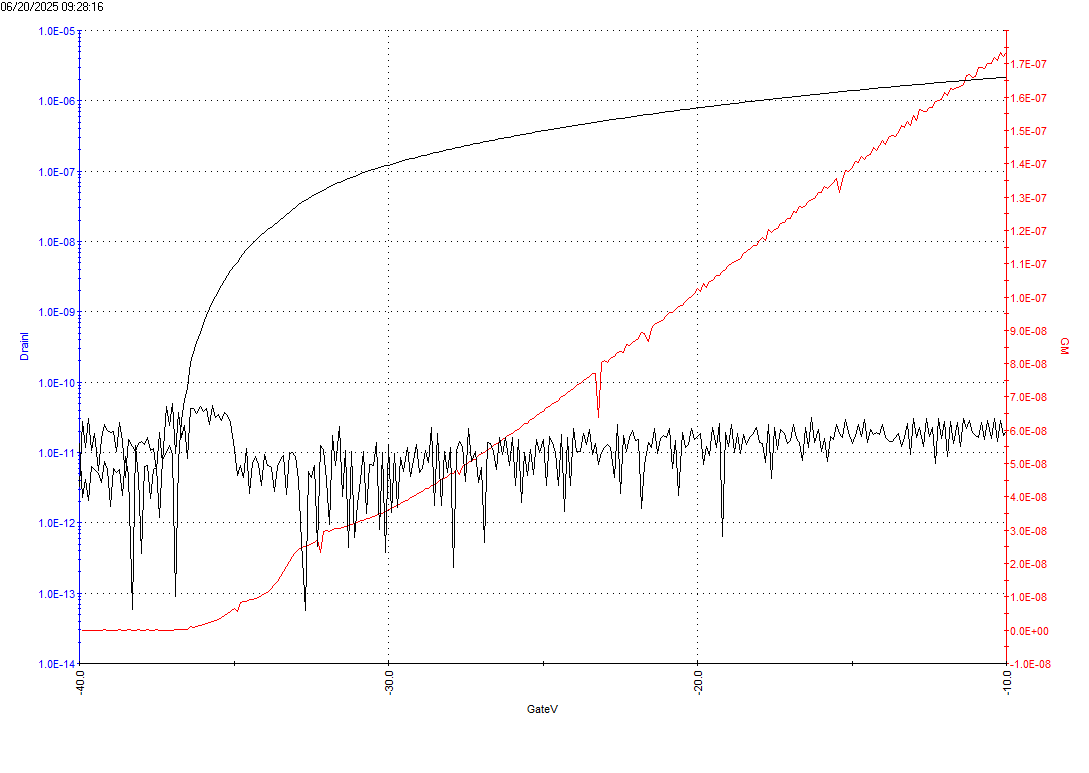 06/20/2025 09:28:16
1.0E-05
1.0E-06
1.0E-07
1.0E-08
1.0E-09
1.0E-10
1.0E-11
1.0E-12
1.0E-13
1.0E-14
DrainI
1.7E-07
1.6E-07
1.5E-07
1.4E-07
1.3E-07
1.2E-07
1.1E-07
1.0E-07
9.0E-08
8.0E-08
7.0E-08
6.0E-08
5.0E-08
4.0E-08
3.0E-08
2.0E-08
1.0E-08
0.0E+00
-1.0E-08
GM
-40.0
-30.0
-20.0
-10.0
GateV